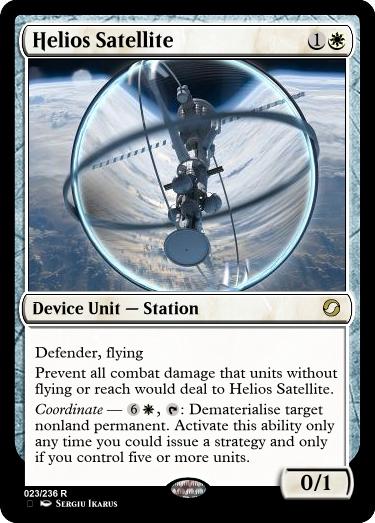 Helios Satellite
1
Device Unit — Station
Defender, flying
Prevent all combat damage that units without
flying or reach would deal to Helios Satellite.
Coordinate — 6, : Dematerialise target
nonland permanent. Activate this ability only
any time you could issue a strategy and only
if you control five or more units.
0/1
023/236 R
Sergiu Ikarus